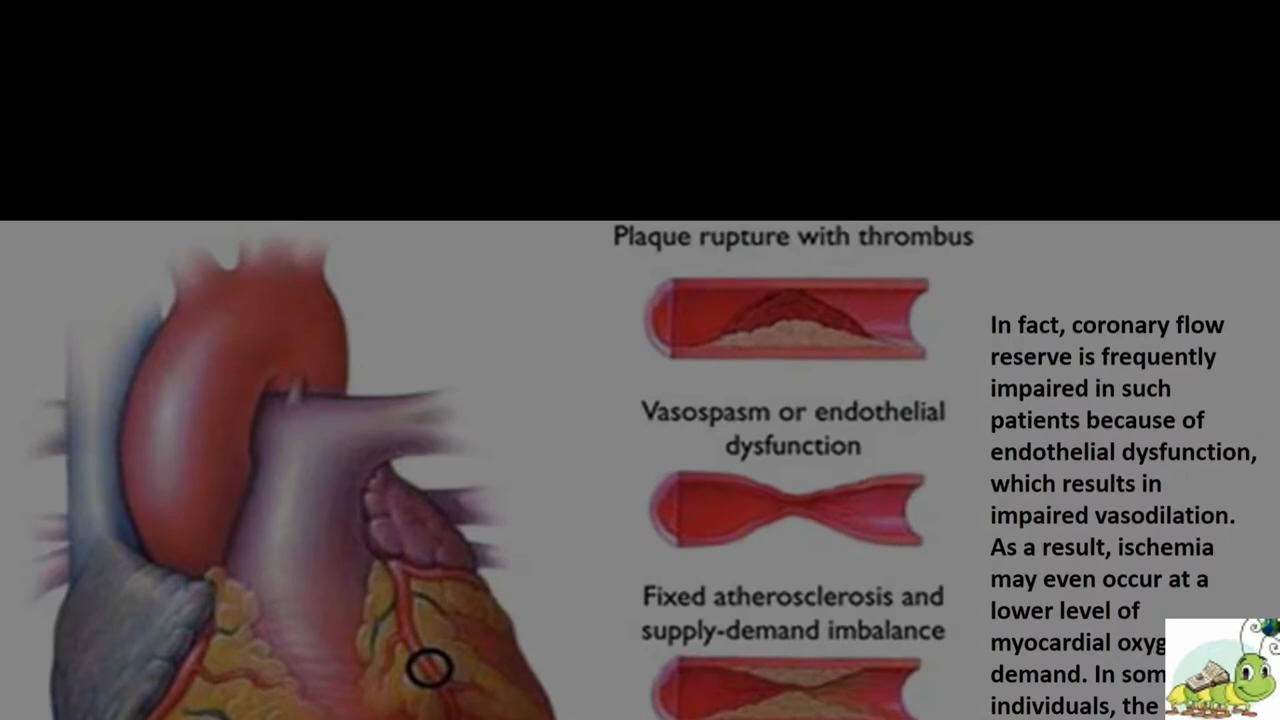 Plaque rupture with thrombus
Vasospasm or endothelial
dysfunction
Fixed atherosclerosis and
supply-demand imbalance
In fact, coronary flow
reserve is frequently
impaired in such
patients because of
endothelial dysfunction,
which results in
impaired vasodilation.
As a result, ischemia
may even occur at a
lower level of
myocardial oxyg
demand. In som
individuals, the